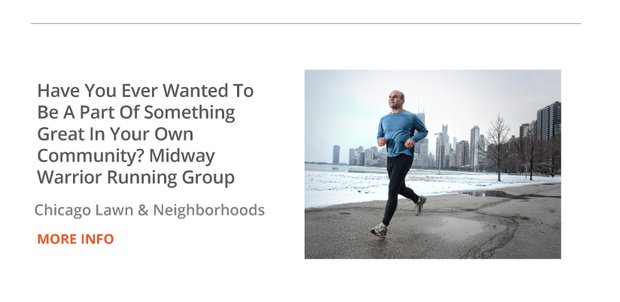 Have You Ever Wanted To
Be A Part Of Something
Great In Your Own
Community? Midway
Warrior Running Group
Chicago Lawn & Neighborhoods
MORE INFO